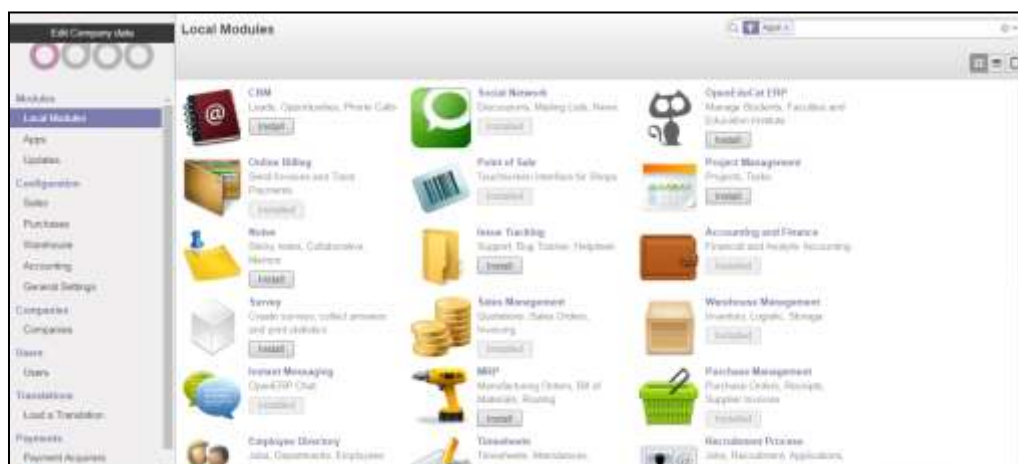 Edit Company data
Local Modules
Apps x
Modules
Local Modules
Apps
Updates
Configuration
Sales
Purchases
Warehouse
Accounting
General Settings
Companies
Companies
Users
Users
Translations
Load a Translation
Payments
Payment Acquirers
CRM
Leads, Opportunities, Phone Calls
Install
Social Network
Discussions, Mailing Lists, News
Installed
OpenEduCat ERP
Manage Students, Faculties and
Education Institute
Install
Online Billing
Send Invoices and Track
Payments
Installed
Point of Sale
Touchscreen Interface for Shops
Installed
Project Management
Projects, Tasks
Install
Notes
Sticky notes, Collaborative,
Memos
Install
Issue Tracking
Support, Bug Tracker, Helpdesk
Install
Accounting and Finance
Financial and Analytic Accounting
Installed
Survey
Create surveys, collect answers
and print statistics
Install
Sales Management
Quotations, Sales Orders,
Invoicing
Installed
Warehouse Management
Inventory, Logistic, Storage
Installed
Instant Messaging
OpenERP Chat
Installed
MRP
Manufacturing Orders, Bill of
Materials, Routing
Install
Purchase Management
Purchase Orders, Receipts,
Supplier Invoices
Installed
Employee Directory
Jobs, Departments, Employees
Timesheets
Timesheets, Attendances,
Recruitment Process
Jobs, Recruitment, Applications,